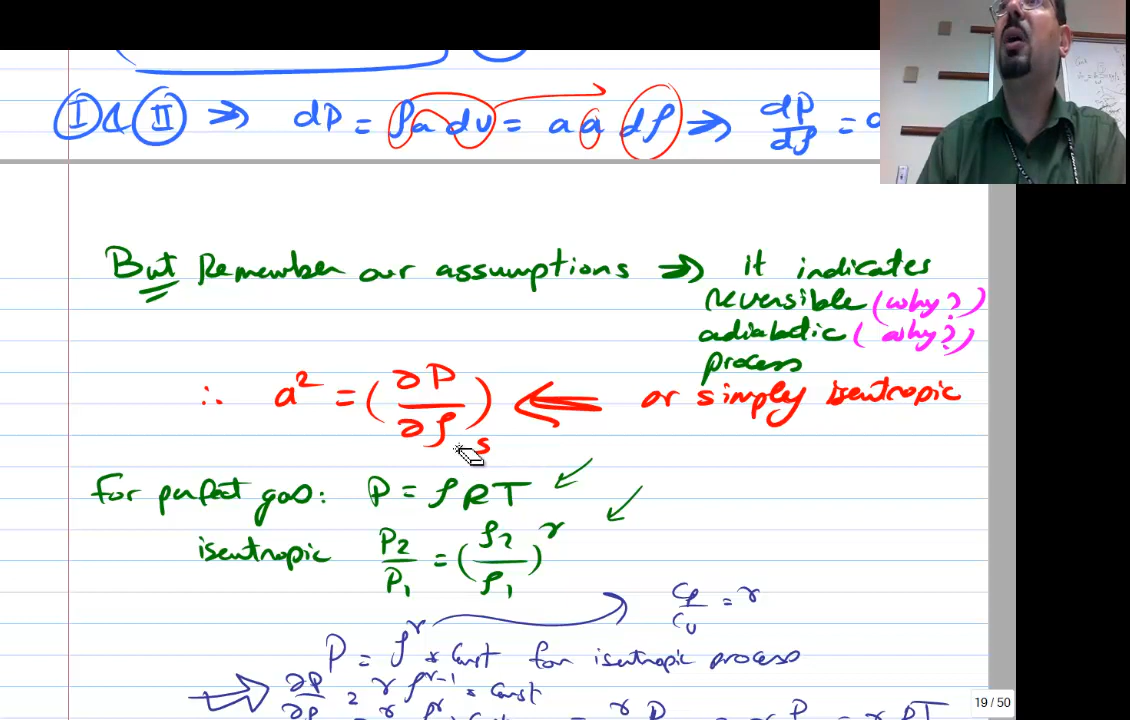 I & II ⇒ dP = ρa du = a a dρ ⇒ dP/dρ = a
But Remember our assumptions ⇒ it indicates
reversible (why?)
adiabetic (why?)
process
∴ a² = (∂P/∂ρ)s ⇐ or simply isentropic
For perfect gas: P = ρRT
isentropic P2/P1 = (ρ2/ρ1)^γ
Cp/Cv = γ
P = ρ^γ * Const for isentropic process
∂P/∂ρ = γ ρ^γ-1 * Const
19 / 50